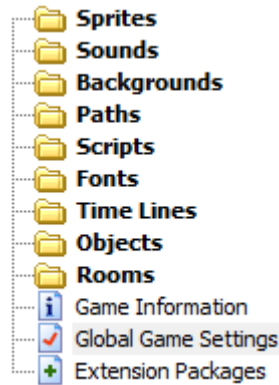 Sprites
Sounds
Backgrounds
Paths
Scripts
Fonts
Time Lines
Objects
Rooms
Game Information
Global Game Settings
Extension Packages